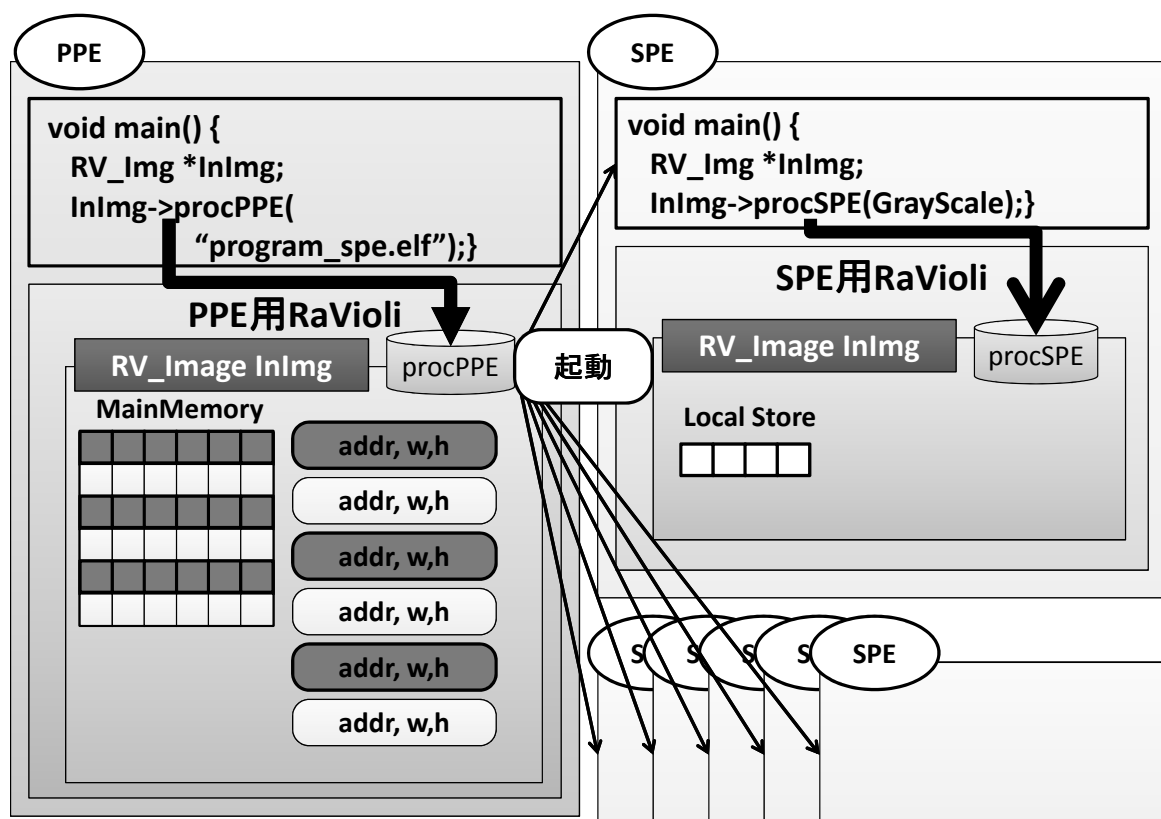 PPE
void main() {
RV_Img *InImg;
InImg->procPPE(
“program_spe.elf”);}
PPE用RaVioli
RV_Image InImg
procPPE
MainMemory
addr, w,h
addr, w,h
addr, w,h
addr, w,h
addr, w,h
addr, w,h
起動
SPE
void main() {
RV_Img *InImg;
InImg->procSPE(GrayScale);}
SPE用RaVioli
RV_Image InImg
procSPE
Local Store
S
S
S
S
SPE